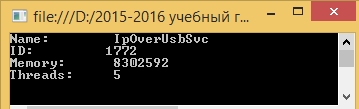 file:///D:/2015-2016 учебный г...
Name: IpOverUsbSvc
ID: 1772
Memory: 8302592
Threads: 5